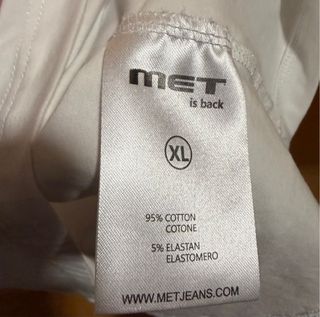 MET
is back
XL
95% COTTON
COTONE
5% ELASTAN
ELASTOMERO
WWW.METJEANS.COM